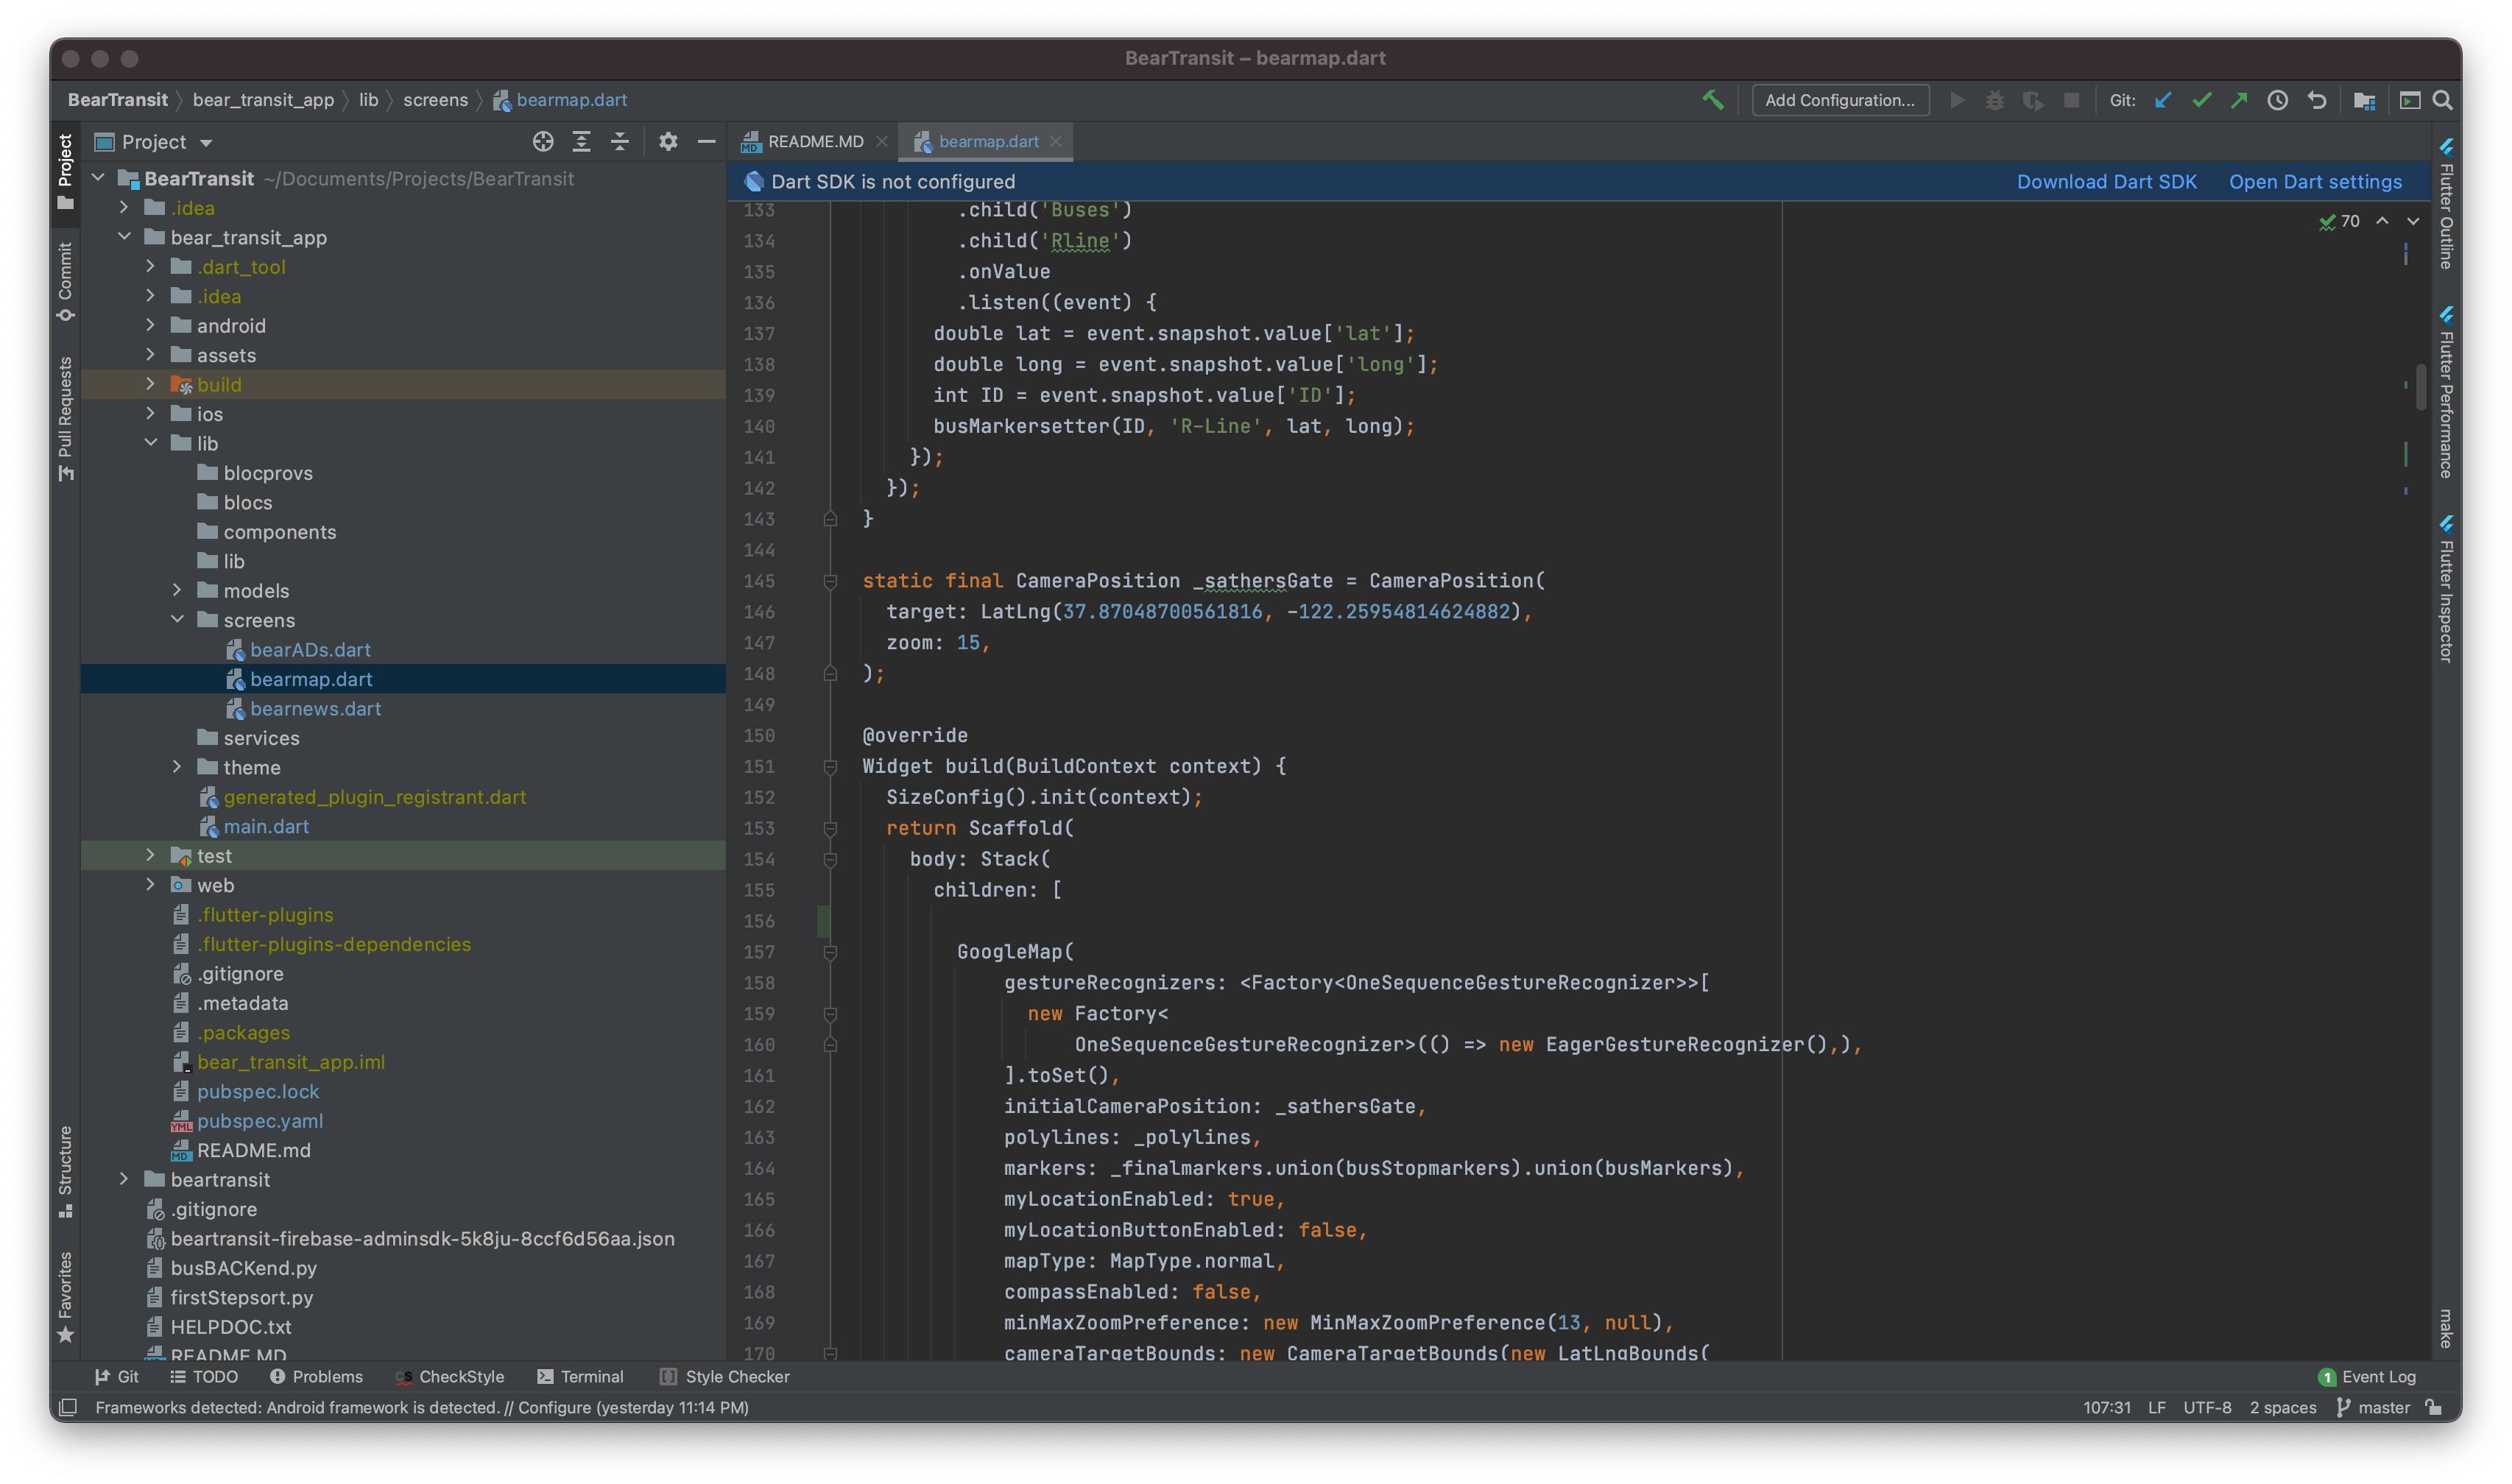 BearTransit – bearmap.dart
BearTransit bear_transit_app lib screens bearmap.dart
Add Configuration... Git:
Project
README.MD bearmap.dart
Dart SDK is not configured Download Dart SDK Open Dart settings
Project
Commit
Pull Requests
Structure
Favorites
BearTransit ~/Documents/Projects/BearTransit
.idea
bear_transit_app
.dart_tool
.idea
android
assets
build
ios
lib
blocprovs
blocs
components
lib
models
screens
bearADs.dart
bearmap.dart
bearnews.dart
services
theme
generated_plugin_registrant.dart
main.dart
test
web
.flutter-plugins
.flutter-plugins-dependencies
.gitignore
.metadata
.packages
bear_transit_app.iml
pubspec.lock
YML pubspec.yaml
MD README.md
beartransit
.gitignore
beartransit-firebase-adminsdk-5k8ju-8ccf6d56aa.json
busBACKend.py
firstStepsort.py
HELPDOC.txt
README.MD
70
133 .child('Buses')
134 .child('Rline')
135 .onValue
136 .listen((event) {
137 double lat = event.snapshot.value['lat'];
138 double long = event.snapshot.value['long'];
139 int ID = event.snapshot.value['ID'];
140 busMarkersetter(ID, 'R-Line', lat, long);
141 });
142 });
143 }
144
145 static final CameraPosition _sathersGate = CameraPosition(
146 target: LatLng(37.87048700561816, -122.25954814624882),
147 zoom: 15,
148 );
149
150 @override
151 Widget build(BuildContext context) {
152 SizeConfig().init(context);
153 return Scaffold(
154 body: Stack(
155 children: [
156
157 GoogleMap(
158 gestureRecognizers: <Factory<OneSequenceGestureRecognizer>>[
159 new Factory<
160 OneSequenceGestureRecognizer>(() => new EagerGestureRecognizer(),),
161 ].toSet(),
162 initialCameraPosition: _sathersGate,
163 polylines: _polylines,
164 markers: _finalmarkers.union(busStopmarkers).union(busMarkers),
165 myLocationEnabled: true,
166 myLocationButtonEnabled: false,
167 mapType: MapType.normal,
168 compassEnabled: false,
169 minMaxZoomPreference: new MinMaxZoomPreference(13, null),
170 cameraTargetBounds: new CameraTargetBounds(new LatLngBounds(
Flutter Outline
Flutter Performance
Flutter Inspector
make
Git TODO Problems CheckStyle Terminal Style Checker 1 Event Log
Frameworks detected: Android framework is detected. // Configure (yesterday 11:14 PM) 107:31 LF UTF-8 2 spaces master